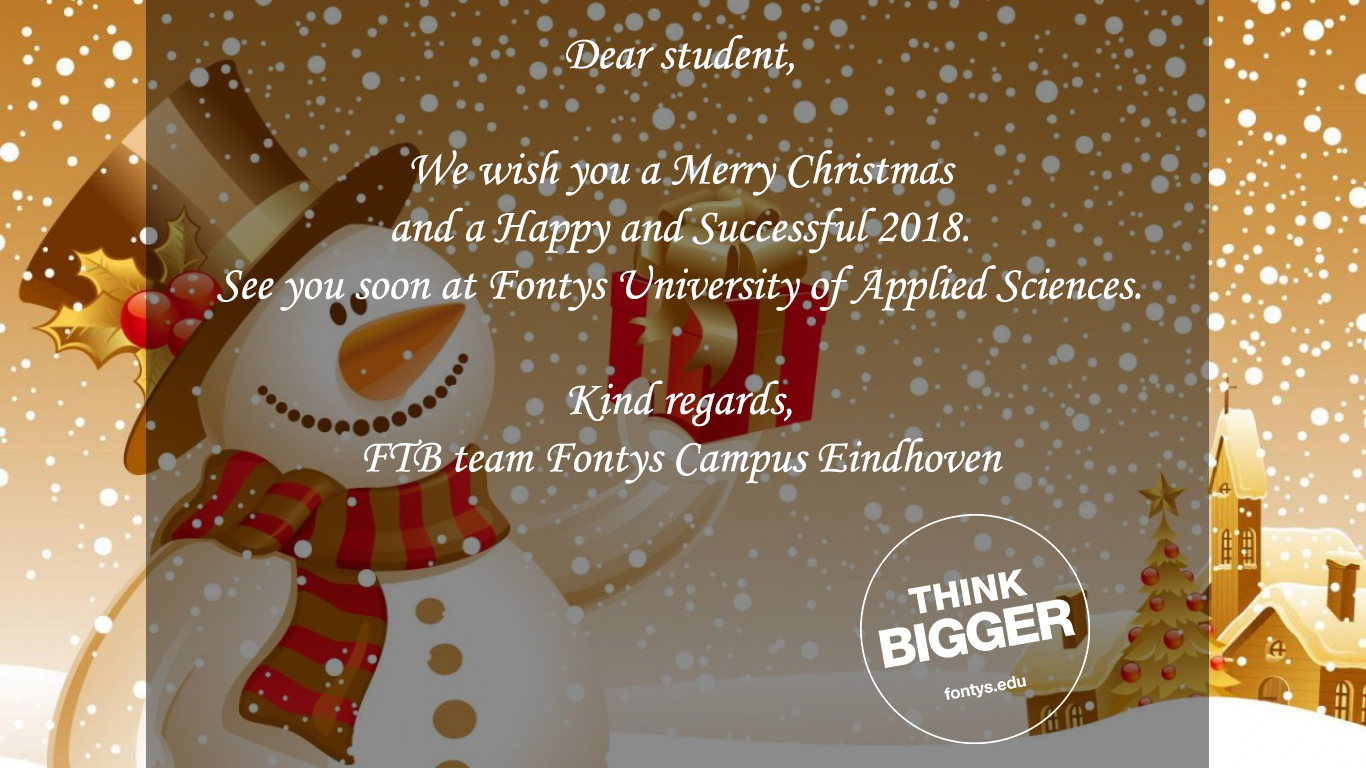 Dear student,
We wish you a Merry Christmas
and a Happy and Successful 2018.
See you soon at Fontys University of Applied Sciences.
Kind regards,
FTB team Fontys Campus Eindhoven
THINK
BIGGER
fontys.edu